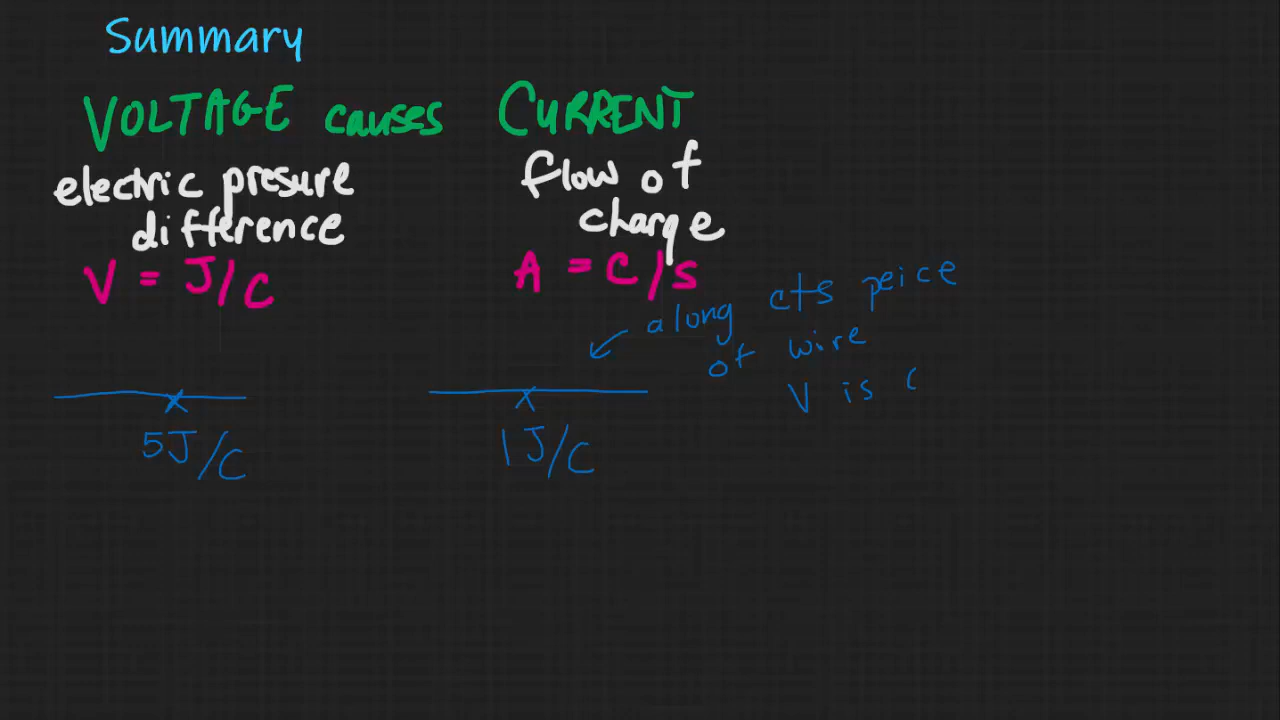 Summary
VOLTAGE causes CURRENT
electric presure
difference
flow of
charge
V = J/C
A = C/s
along cts peice
of wire
V is c
5J/C
1J/C